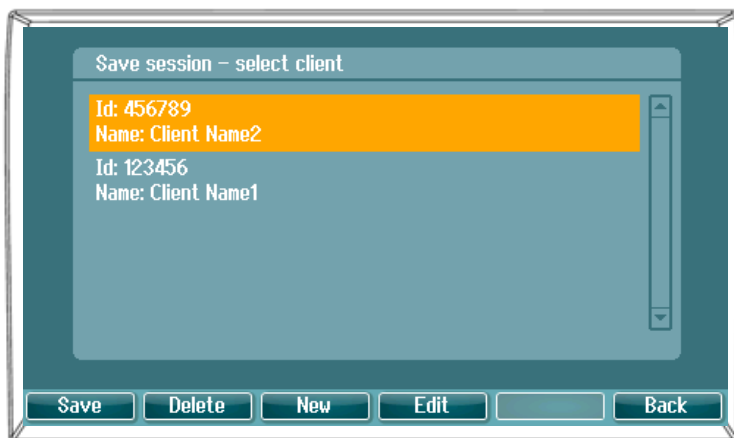 Save session – select client
Id: 456789
Name: Client Name2
Id: 123456
Name: Client Name1
Save Delete New Edit Back